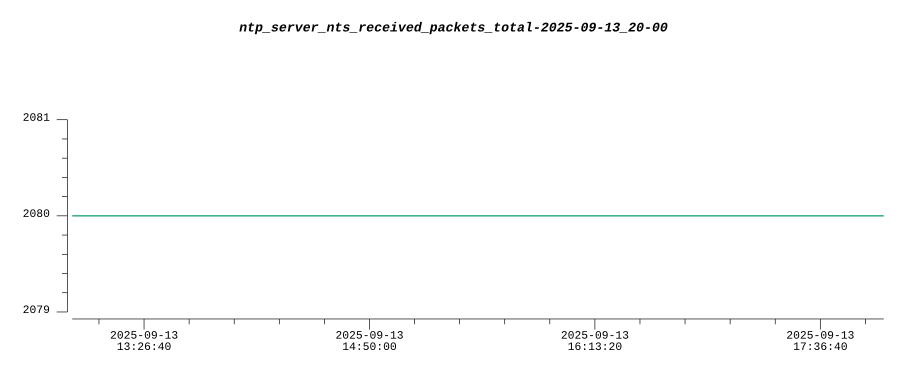 ntp_server_nts_received_packets_total-2025-09-13_20-00
2081
2080
2079
2025-09-13 2025-09-13 2025-09-13 2025-09-13
13:26:40 14:50:00 16:13:20 17:36:40